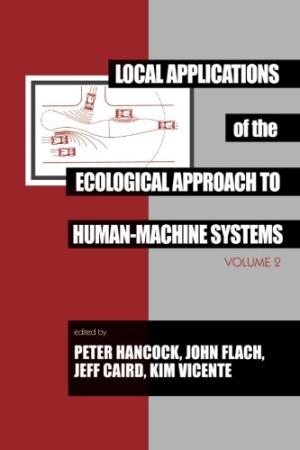 LOCAL APPLICATIONS
of the
ECOLOGICAL APPROACH TO
HUMAN-MACHINE SYSTEMS
VOLUME 2
edited by
PETER HANCOCK, JOHN FLACH,
JEFF CAIRD, KIM VICENTE